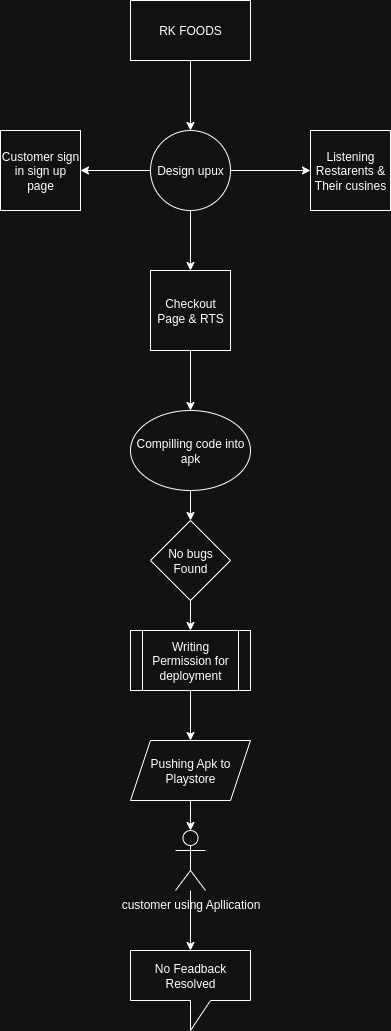 RK FOODS
Customer sign
in sign up
page
Design upux
Listening
Restarents &
Their cusines
Checkout
Page & RTS
Compilling code into
apk
No bugs
Found
Writing
Permission for
deployment
Pushing Apk to
Playstore
customer using Apllication
No Feadback
Resolved